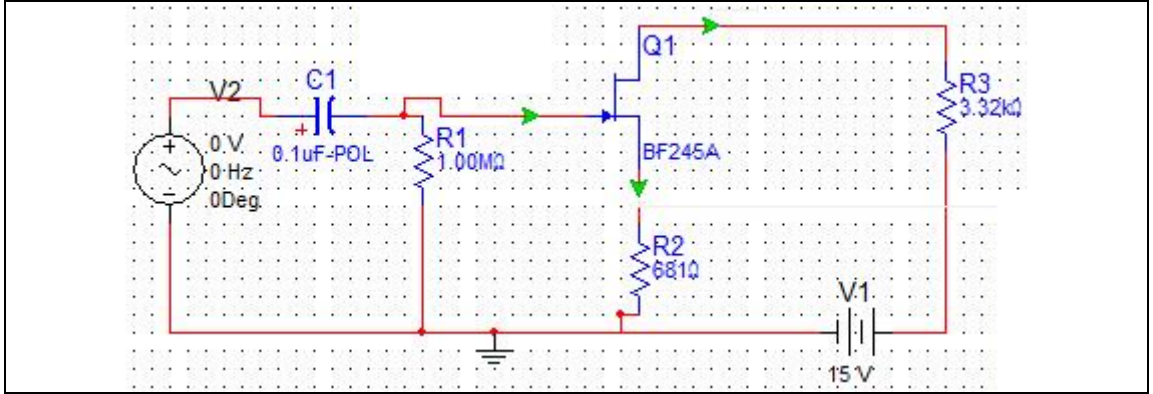 Q1
V2
C1
R3
3.32kΩ
0 V
0 Hz
0Deg
+
0.1uF-POL
R1
1.00MΩ
BF245A
R2
681Ω
V1
15 V